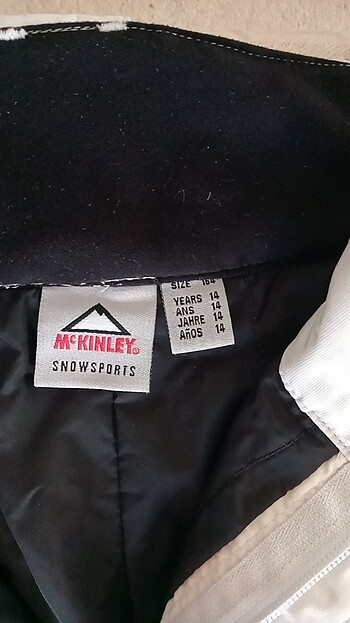 McKINLEY®
SNOWSPORTS
SIZE 164
YEARS 14
ANS 14
JAHRE 14
AÑOS 14